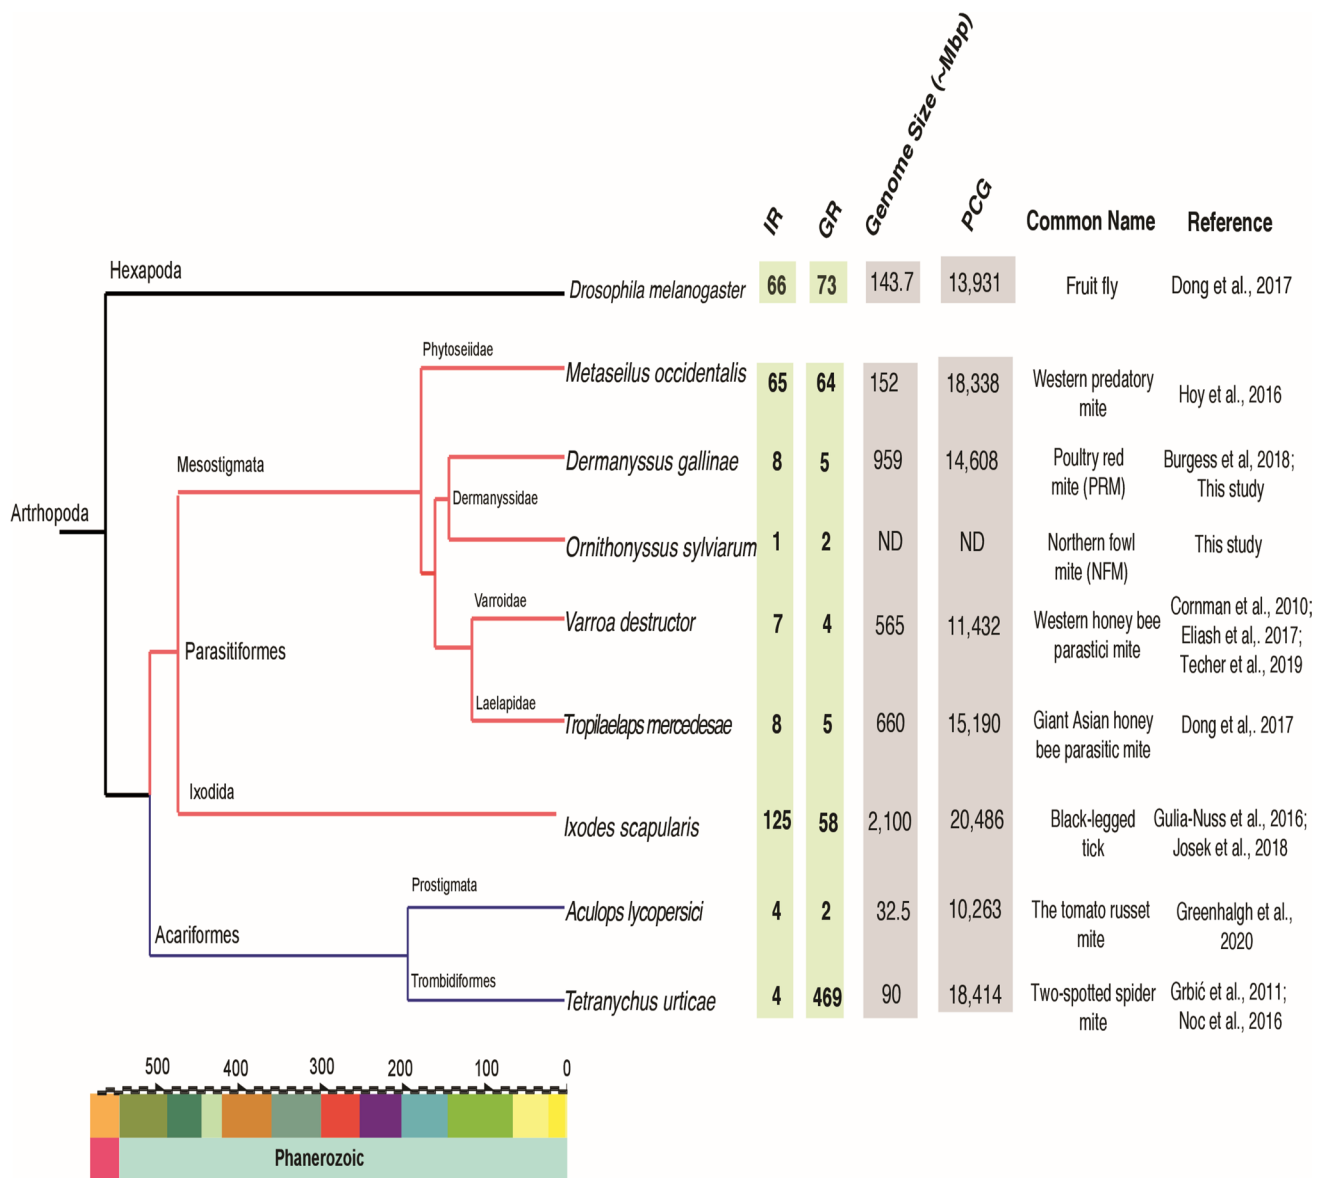 IR GR Genome Size (~Mbp) PCG Common Name Reference
Hexapoda
Drosophila melanogaster 66 73 143.7 13,931 Fruit fly Dong et al., 2017
Phytoseiidae
Metaseilus occidentalis 65 64 152 18,338 Western predatory
mite
Hoy et al., 2016
Mesostigmata
Dermanyssus gallinae 8 5 959 14,608 Poultry red
mite (PRM)
Burgess et al, 2018;
This study
Dermanyssidae
Artrhopoda
Ornithonyssus sylviarum 1 2 ND ND Northern fowl
mite (NFM)
This study
Varroidae
Varroa destructor 7 4 565 11,432 Western honey bee
parastici mite
Cornman et al., 2010;
Eliash et al,. 2017;
Techer et al., 2019
Parasitiformes
Laelapidae
Tropilaelaps mercedesae 8 5 660 15,190 Giant Asian honey
bee parasitic mite
Dong et al,. 2017
Ixodida
Ixodes scapularis 125 58 2,100 20,486 Black-legged
tick
Gulia-Nuss et al., 2016;
Josek et al., 2018
Prostigmata
Aculops lycopersici 4 2 32.5 10,263 The tomato russet
mite
Greenhalgh et al.,
2020
Acariformes
Trombidiformes
Tetranychus urticae 4 469 90 18,414 Two-spotted spider
mite
Grbić et al., 2011;
Noc et al., 2016
500 400 300 200 100 0
Phanerozoic